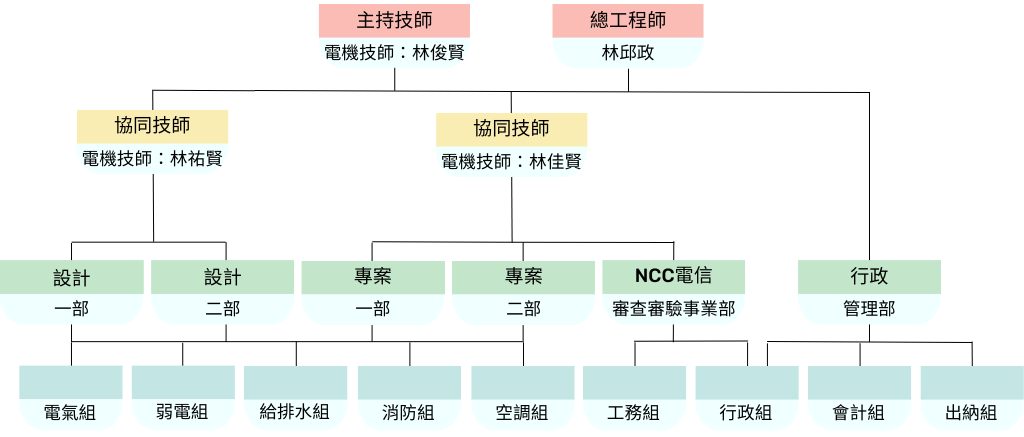 主持技師
電機技師：林俊賢
總工程師
林邱政
協同技師
電機技師：林祐賢
協同技師
電機技師：林佳賢
設計
一部
設計
二部
專案
一部
專案
二部
NCC電信
審查審驗事業部
行政
管理部
電氣組
弱電組
給排水組
消防組
空調組
工務組
行政組
會計組
出納組